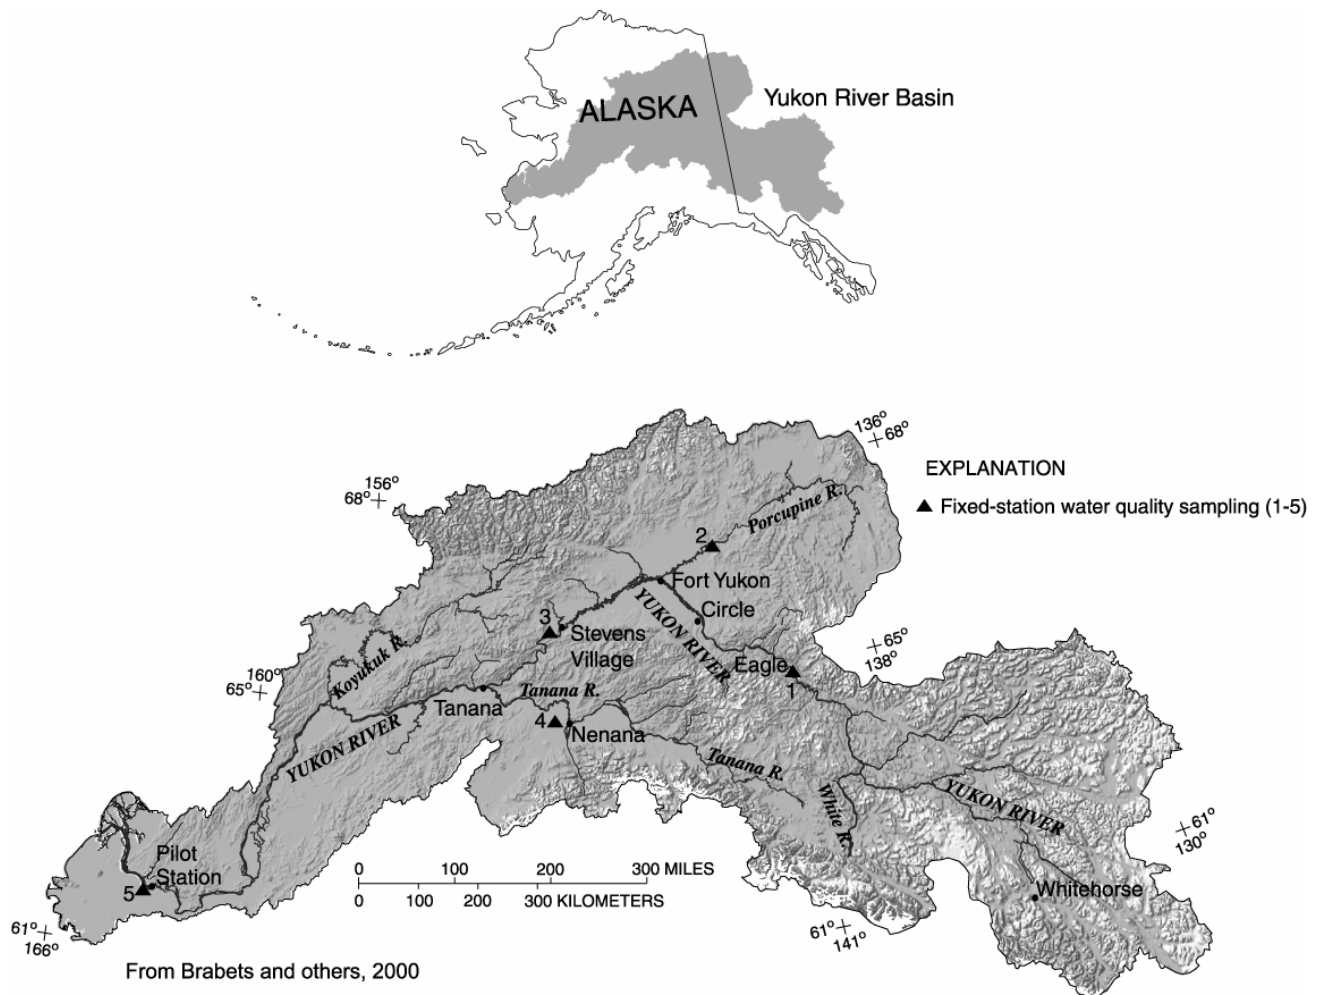 ALASKA
Yukon River Basin
136°
68°
EXPLANATION
Fixed-station water quality sampling (1-5)
156°
68°
Porcupine R.
2
Fort Yukon
Circle
YUKON RIVER
3
Stevens
Village
65°
138°
Eagle
1
Koyukuk R.
160°
65°
Tanana R.
Tanana
4
Nenana
YUKON RIVER
Tanana R.
White R.
YUKON RIVER
61°
130°
Pilot
Station
5
0 100 200 300 MILES
0 100 200 300 KILOMETERS
Whitehorse
61°
166°
61°
141°
From Brabets and others, 2000